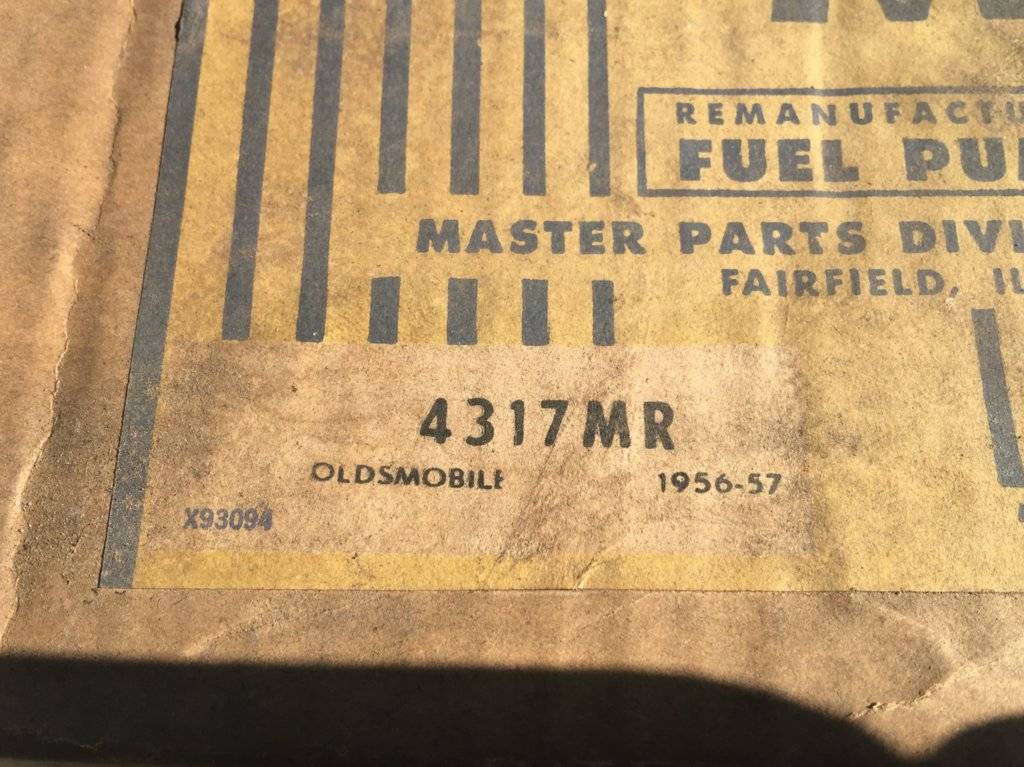 REMANUFACTU
FUEL PU
MASTER PARTS DIVI
FAIRFIELD, IL
4317MR
OLDSMOBILE 1956-57
X93094